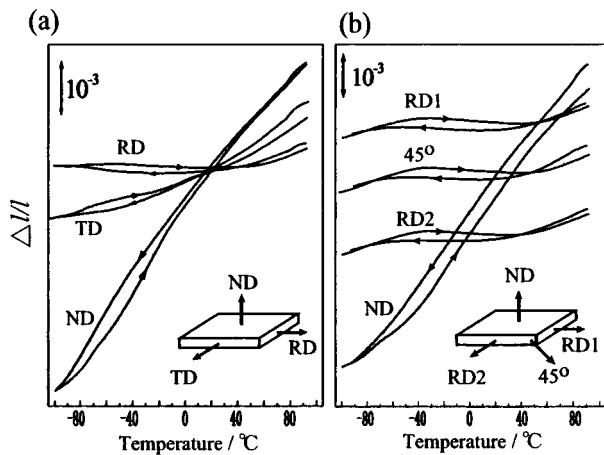 (a)
10⁻³
RD
TD
ND
ND
RD
TD
△l/l
-80 -40 0 40 80
Temperature / ℃
(b)
10⁻³
RD1
45°
RD2
ND
ND
RD1
45°
RD2
-80 -40 0 40 80
Temperature / ℃